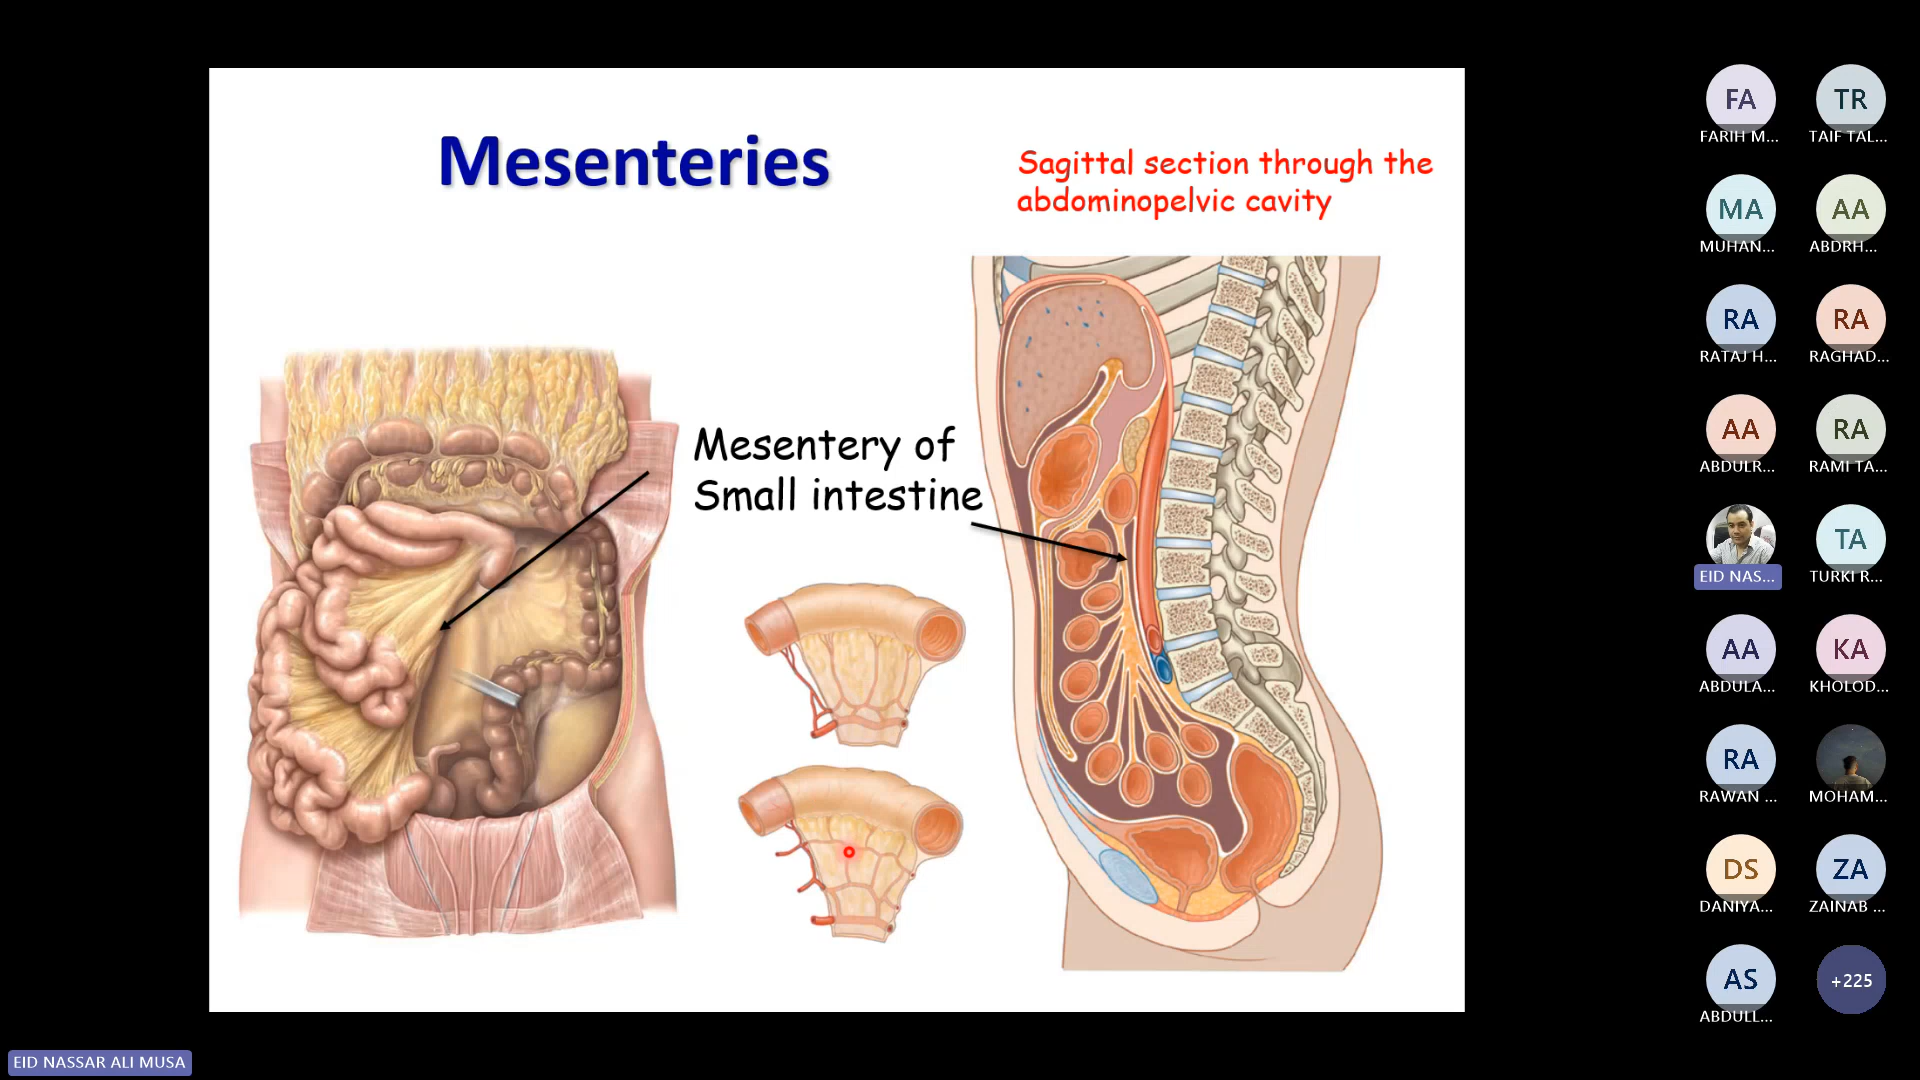 Mesenteries
Sagittal section through the
abdominopelvic cavity
Mesentery of
Small intestine
FA
FARIH M...
TR
TAIF TAL...
MA
MUHAN...
AA
ABDRH...
RA
RATAJ H...
RA
RAGHAD...
AA
ABDULR...
RA
RAMI TA...
EID NAS...
TA
TURKI R...
AA
ABDULA...
KA
KHOLOD...
RA
RAWAN ...
MOHAM...
DS
DANIYA...
ZA
ZAINAB ...
AS
ABDULL...
+225
EID NASSAR ALI MUSA